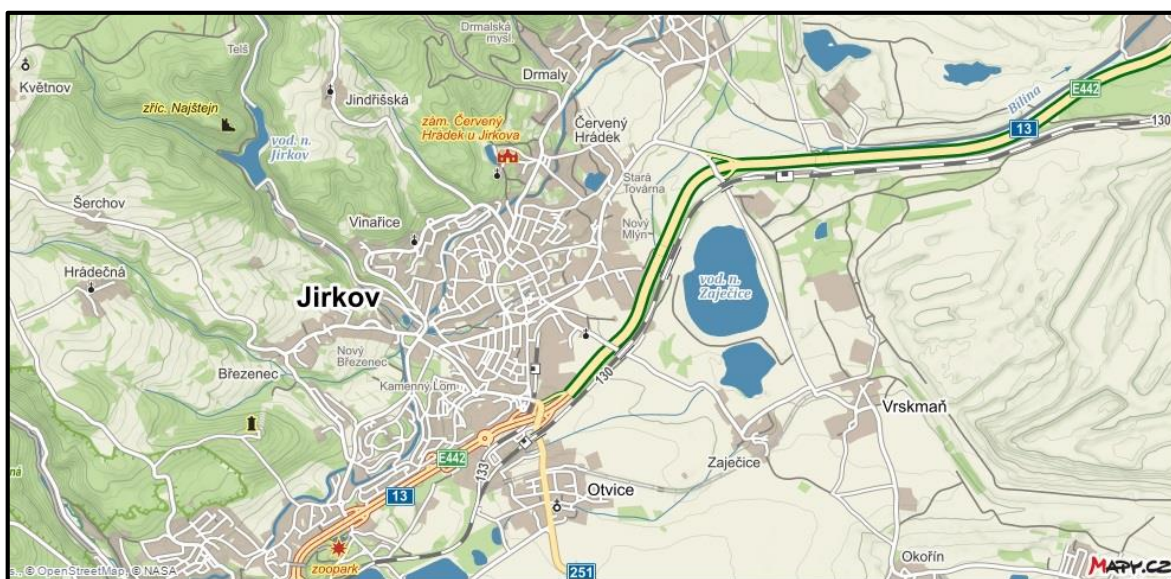 Telš
Drmalská
mysl.
Květnov
Drmaly
Jindřišská
zříc. Najštejn
zám. Červený
Hrádek u Jirkova
Červený
Hrádek
E442
Bílina
13
130
vod. n.
Jirkov
Stará
Továrna
Šerchov
Vinařice
Nový
Mlýn
Hrádečná
Jirkov
vod. n.
Zaječice
Nový
Březenec
Březenec
Kamenný Lom
130
Vrskmaň
E442
133
Zaječice
13
Otvice
zoopark
Okořín
251
© OpenStreetMap, © NASA
MAPY.CZ